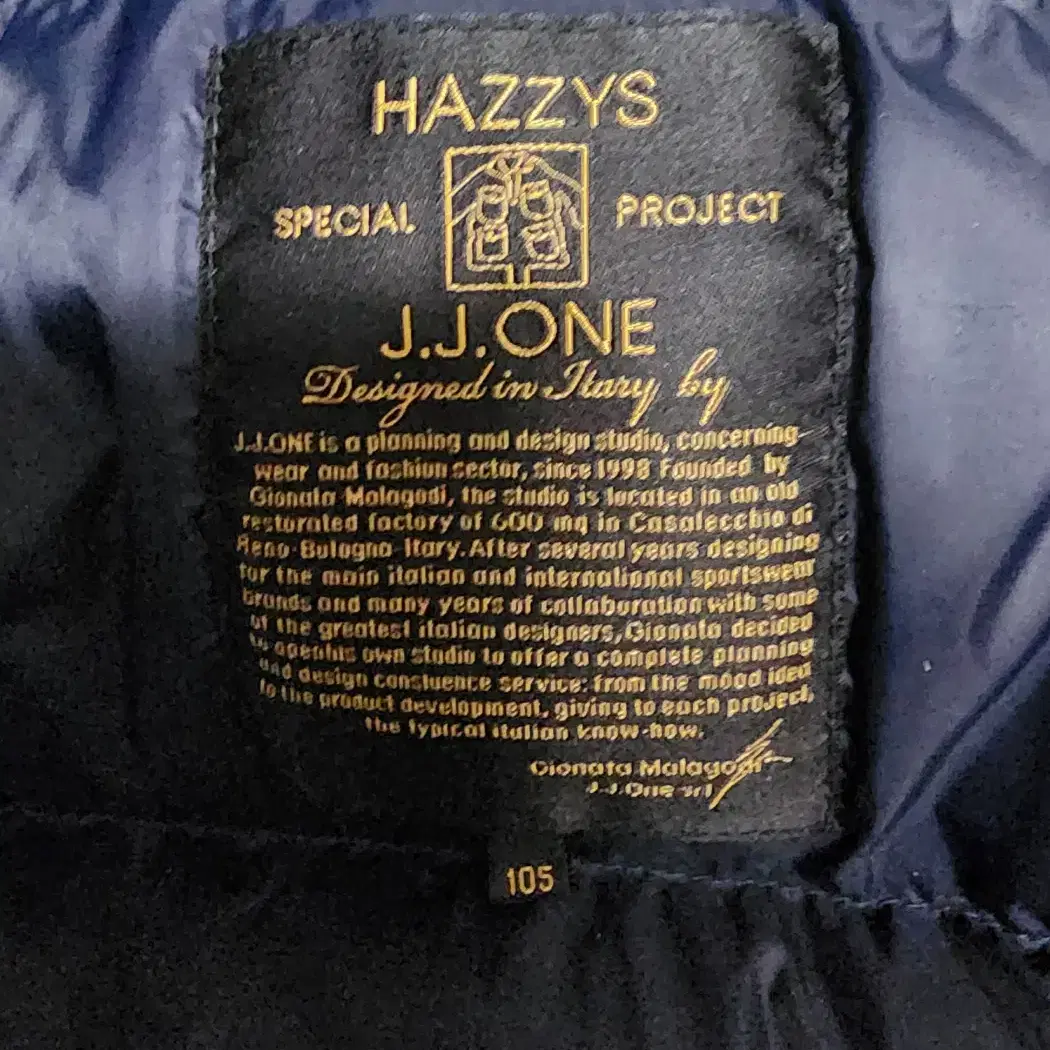 HAZZYS
SPECIAL PROJECT
J.J.ONE
Designed in Itary by
J.J.ONE is a planning and design studio, concerning
wear and fashion sector, since 1998 Founded by
Gionata Malagodi, the studio is located in an old
restorated factory of 600 mq in Casalecchio di
Reno-Bulogna Itary. After several years designing
for the main italian and international sportswear
brands and many years of collaboration with some
of the greatest italian designers, Gionata decided
to open his own studio to offer a complete planning
and design consluence service: from the mood idea
to the product development, giving to each project,
the typical italian know-how.
Gionata Malagodi
J.J.One srl
105